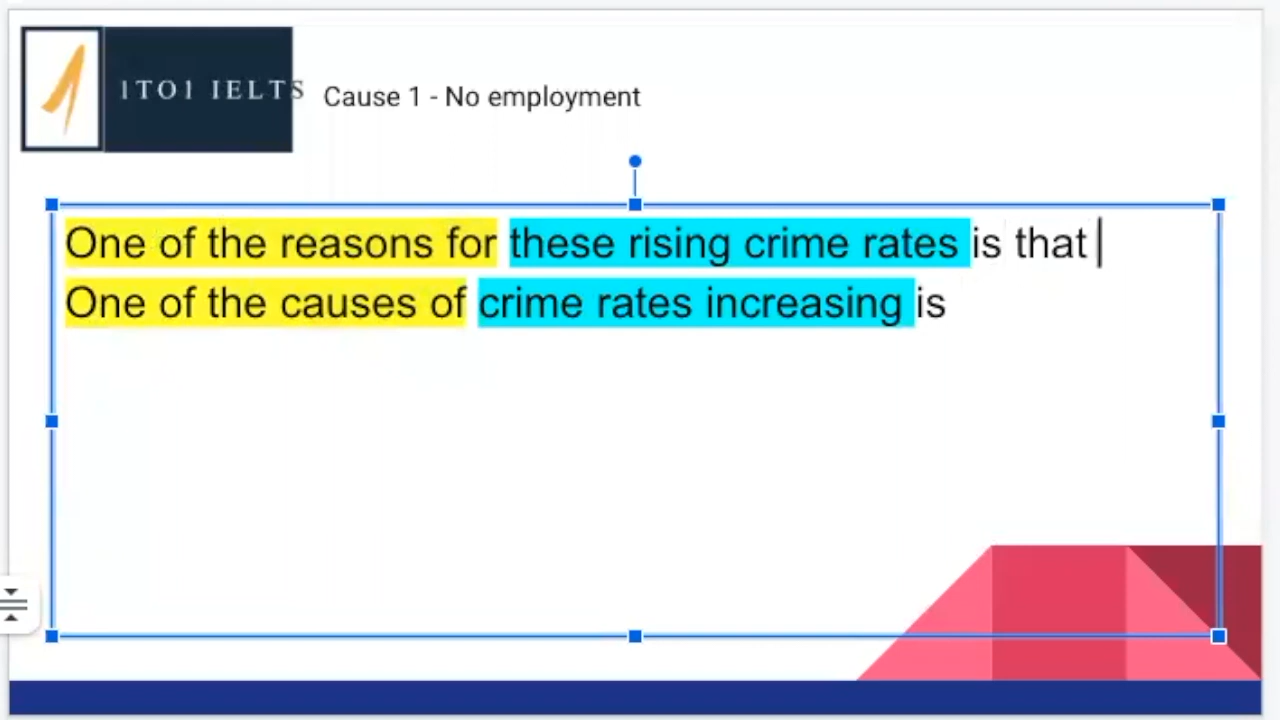 1TO1 IELTS
Cause 1 - No employment
One of the reasons for these rising crime rates is that
One of the causes of crime rates increasing is